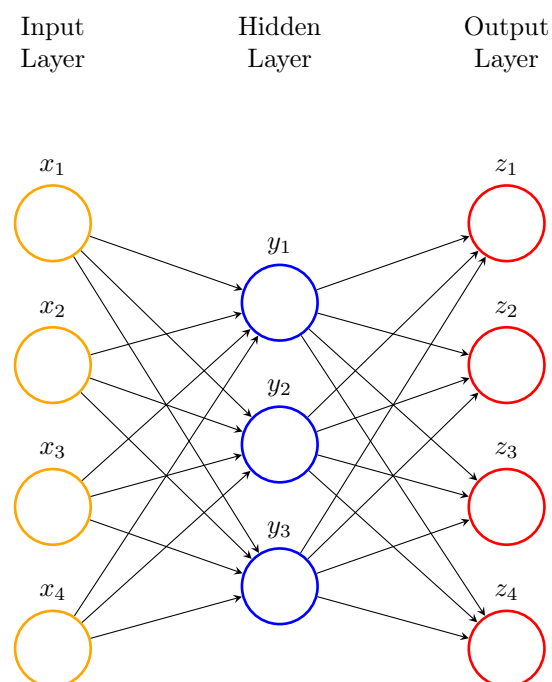 Input Hidden Output
Layer Layer Layer
x₁ z₁
y₁
x₂ z₂
y₂
x₃ z₃
y₃
x₄ z₄